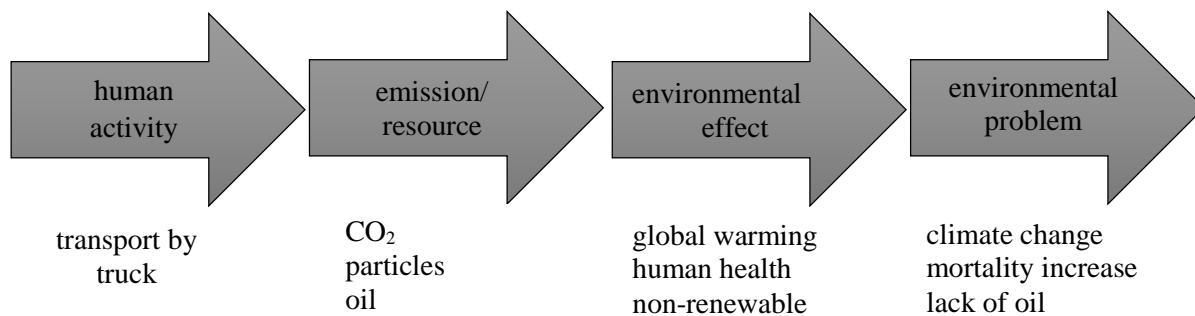 human
activity
emission/
resource
environmental
effect
environmental
problem
transport by
truck
CO₂
particles
oil
global warming
human health
non-renewable
climate change
mortality increase
lack of oil